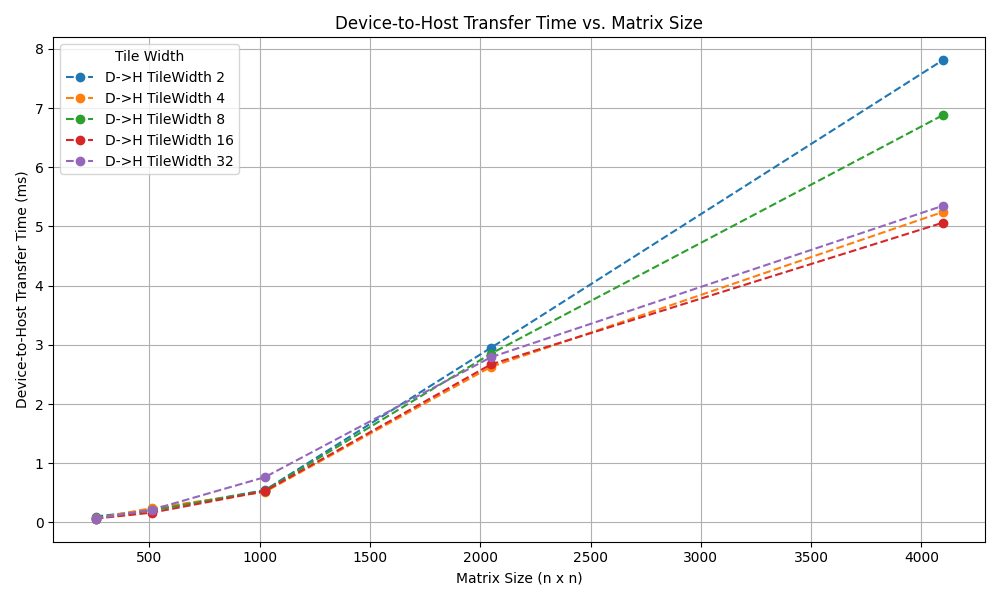 Device-to-Host Transfer Time vs. Matrix Size
Tile Width
D->H TileWidth 2
D->H TileWidth 4
D->H TileWidth 8
D->H TileWidth 16
D->H TileWidth 32
Device-to-Host Transfer Time (ms)
8
7
6
5
4
3
2
1
0
500
1000
1500
2000
2500
3000
3500
4000
Matrix Size (n x n)